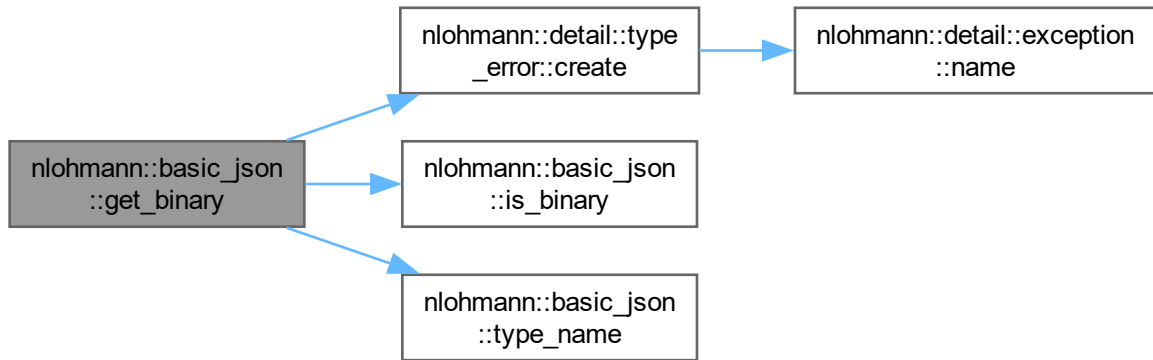 nlohmann::detail::type
_error::create
nlohmann::detail::exception
::name
nlohmann::basic_json
::get_binary
nlohmann::basic_json
::is_binary
nlohmann::basic_json
::type_name